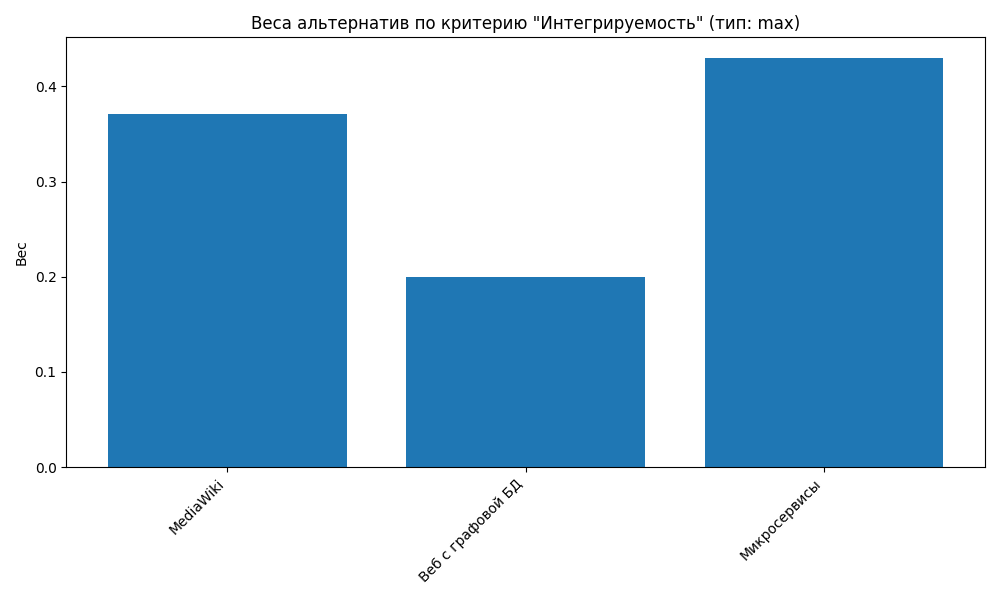 Веса альтернатив по критерию "Интегрируемость" (тип: max)
Вес
0.4
0.3
0.2
0.1
0.0
MediaWiki
Веб с графовой БД
Микросервисы